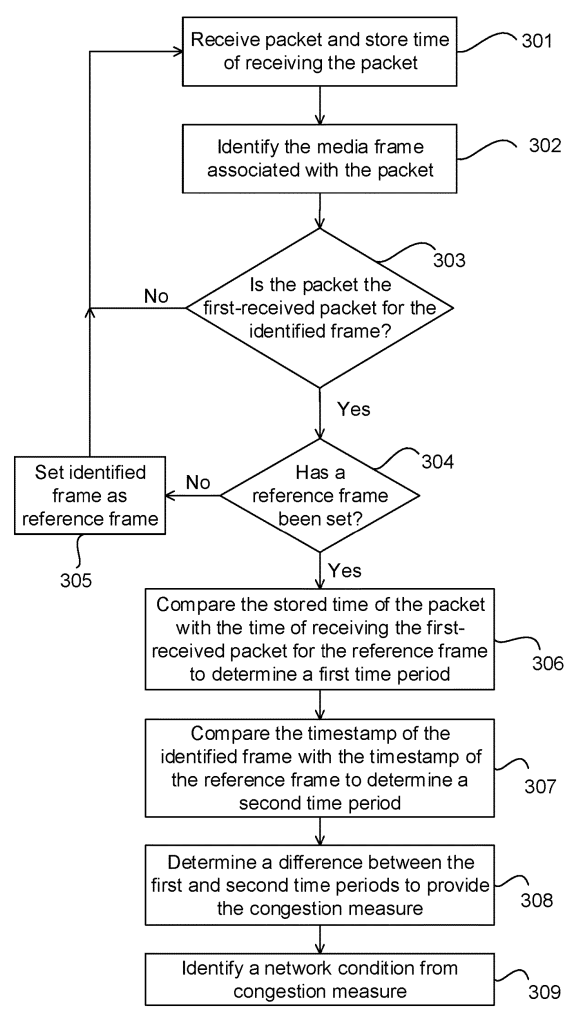 Receive packet and store time
of receiving the packet
301
Identify the media frame
associated with the packet
302
303
Is the packet the
first-received packet for the
identified frame?
No
Yes
304
Has a
reference frame
been set?
No
Set identified
frame as
reference frame
305
Yes
Compare the stored time of the packet
with the time of receiving the first-
received packet for the reference frame
to determine a first time period
306
Compare the timestamp of the
identified frame with the timestamp of
the reference frame to determine a
second time period
307
Determine a difference between the
first and second time periods to provide
the congestion measure
308
Identify a network condition from
congestion measure
309